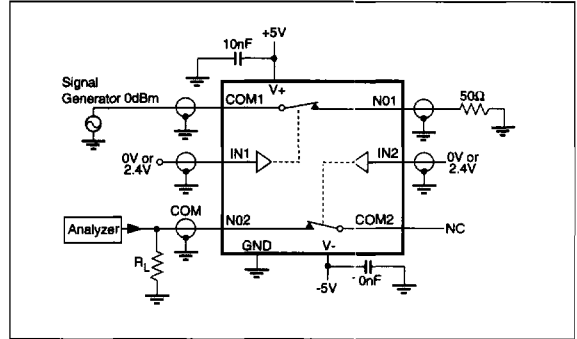 +5V
10nF
V+
Signal
Generator 0dBm
COM1
N01
50Ω
0V or
2.4V
IN1
IN2
0V or
2.4V
COM
Analyzer
N02
COM2
NC
RL
GND
V-
-5V
0nF